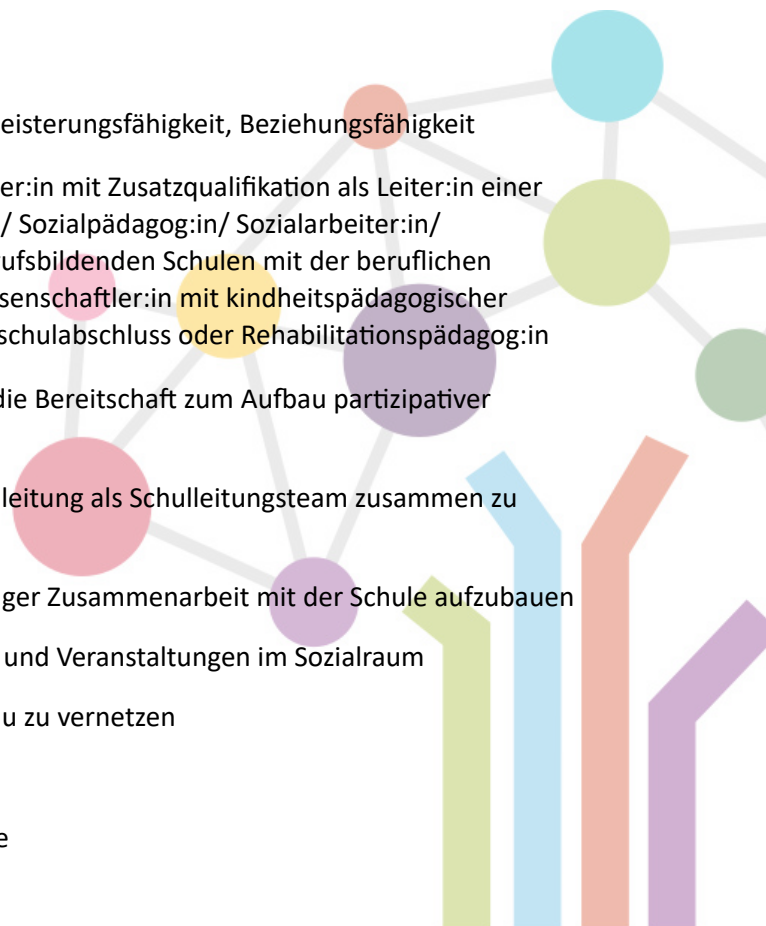 eisterungsfähigkeit, Beziehungsfähigkeit
er:in mit Zusatzqualifikation als Leiter:in einer
/ Sozialpädagog:in/ Sozialarbeiter:in/
rufsbildenden Schulen mit der beruflichen
senschaftler:in mit kindheitspädagogischer
schulabschluss oder Rehabilitationspädagog:in
die Bereitschaft zum Aufbau partizipativer
leitung als Schulleitungsteam zusammen zu
ger Zusammenarbeit mit der Schule aufzubauen
und Veranstaltungen im Sozialraum
u zu vernetzen
e